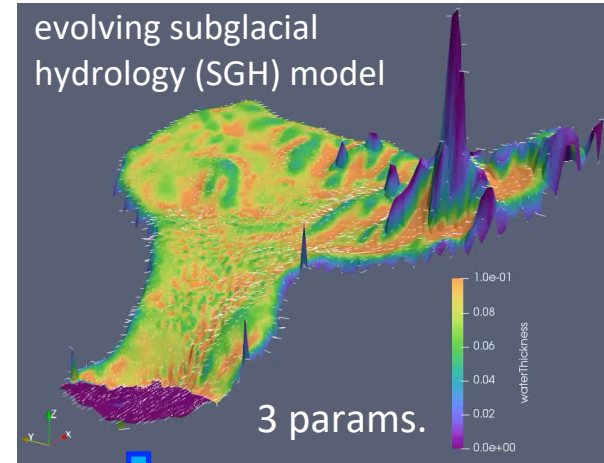 evolving subglacial
hydrology (SGH) model
1.0e-01
0.08
0.06
0.04
0.02
0.0e+00
waterThickness
3 params.
Z
Y
X